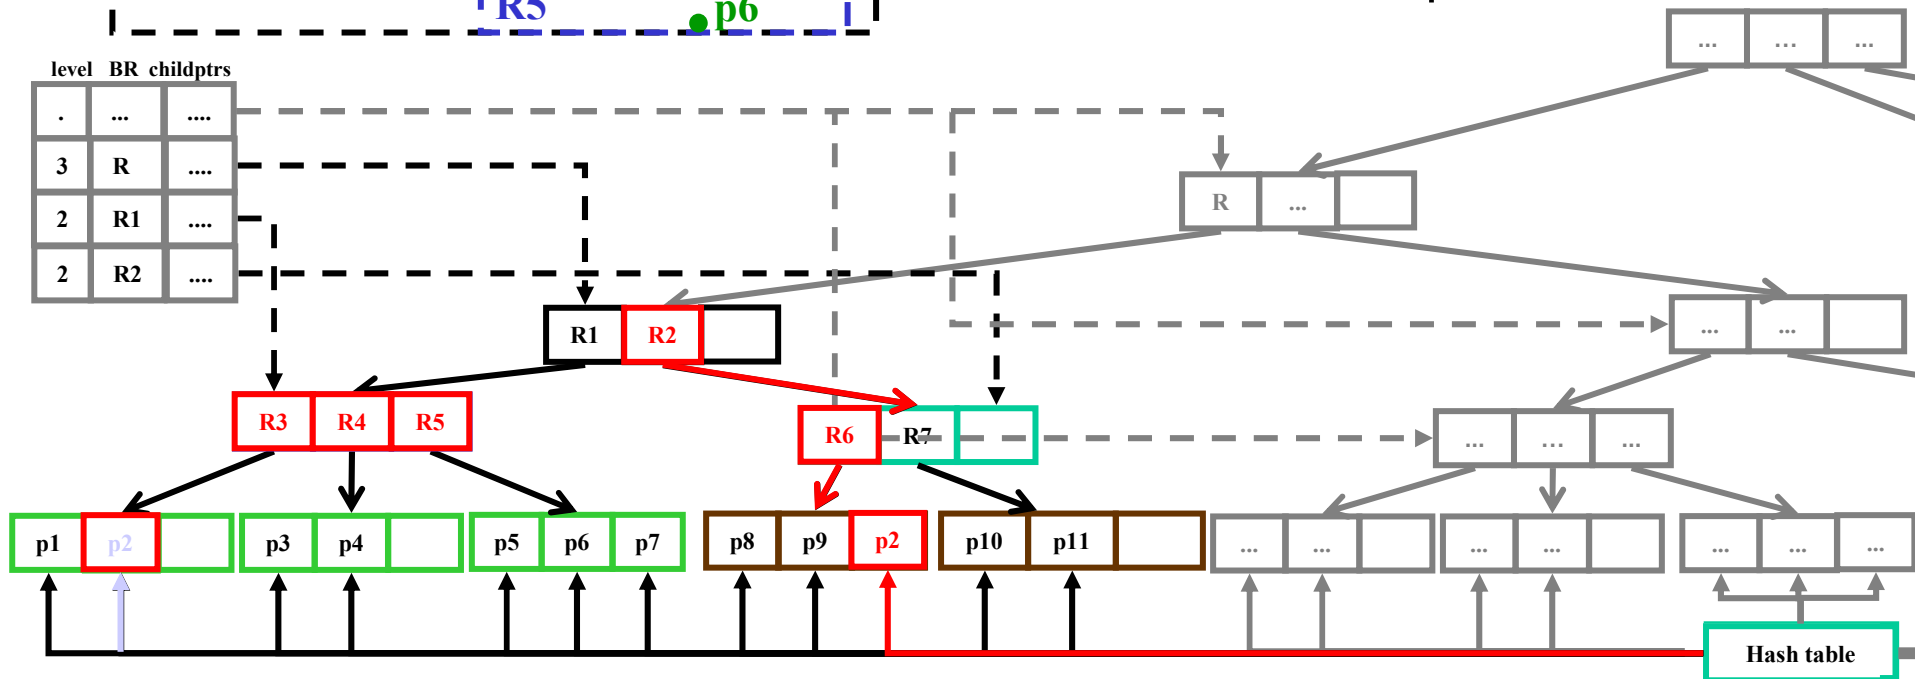 R5 p6
... ... ...
level BR childptrs
. ... ....
3 R ....
R ...
2 R1 ....
2 R2 ....
R1 R2
... ...
R3 R4 R5
R6 R7
... ... ...
p1 p2
p3 p4
p5 p6 p7
p8 p9 p2
p10 p11
... ...
... ...
... ... ...
Hash table